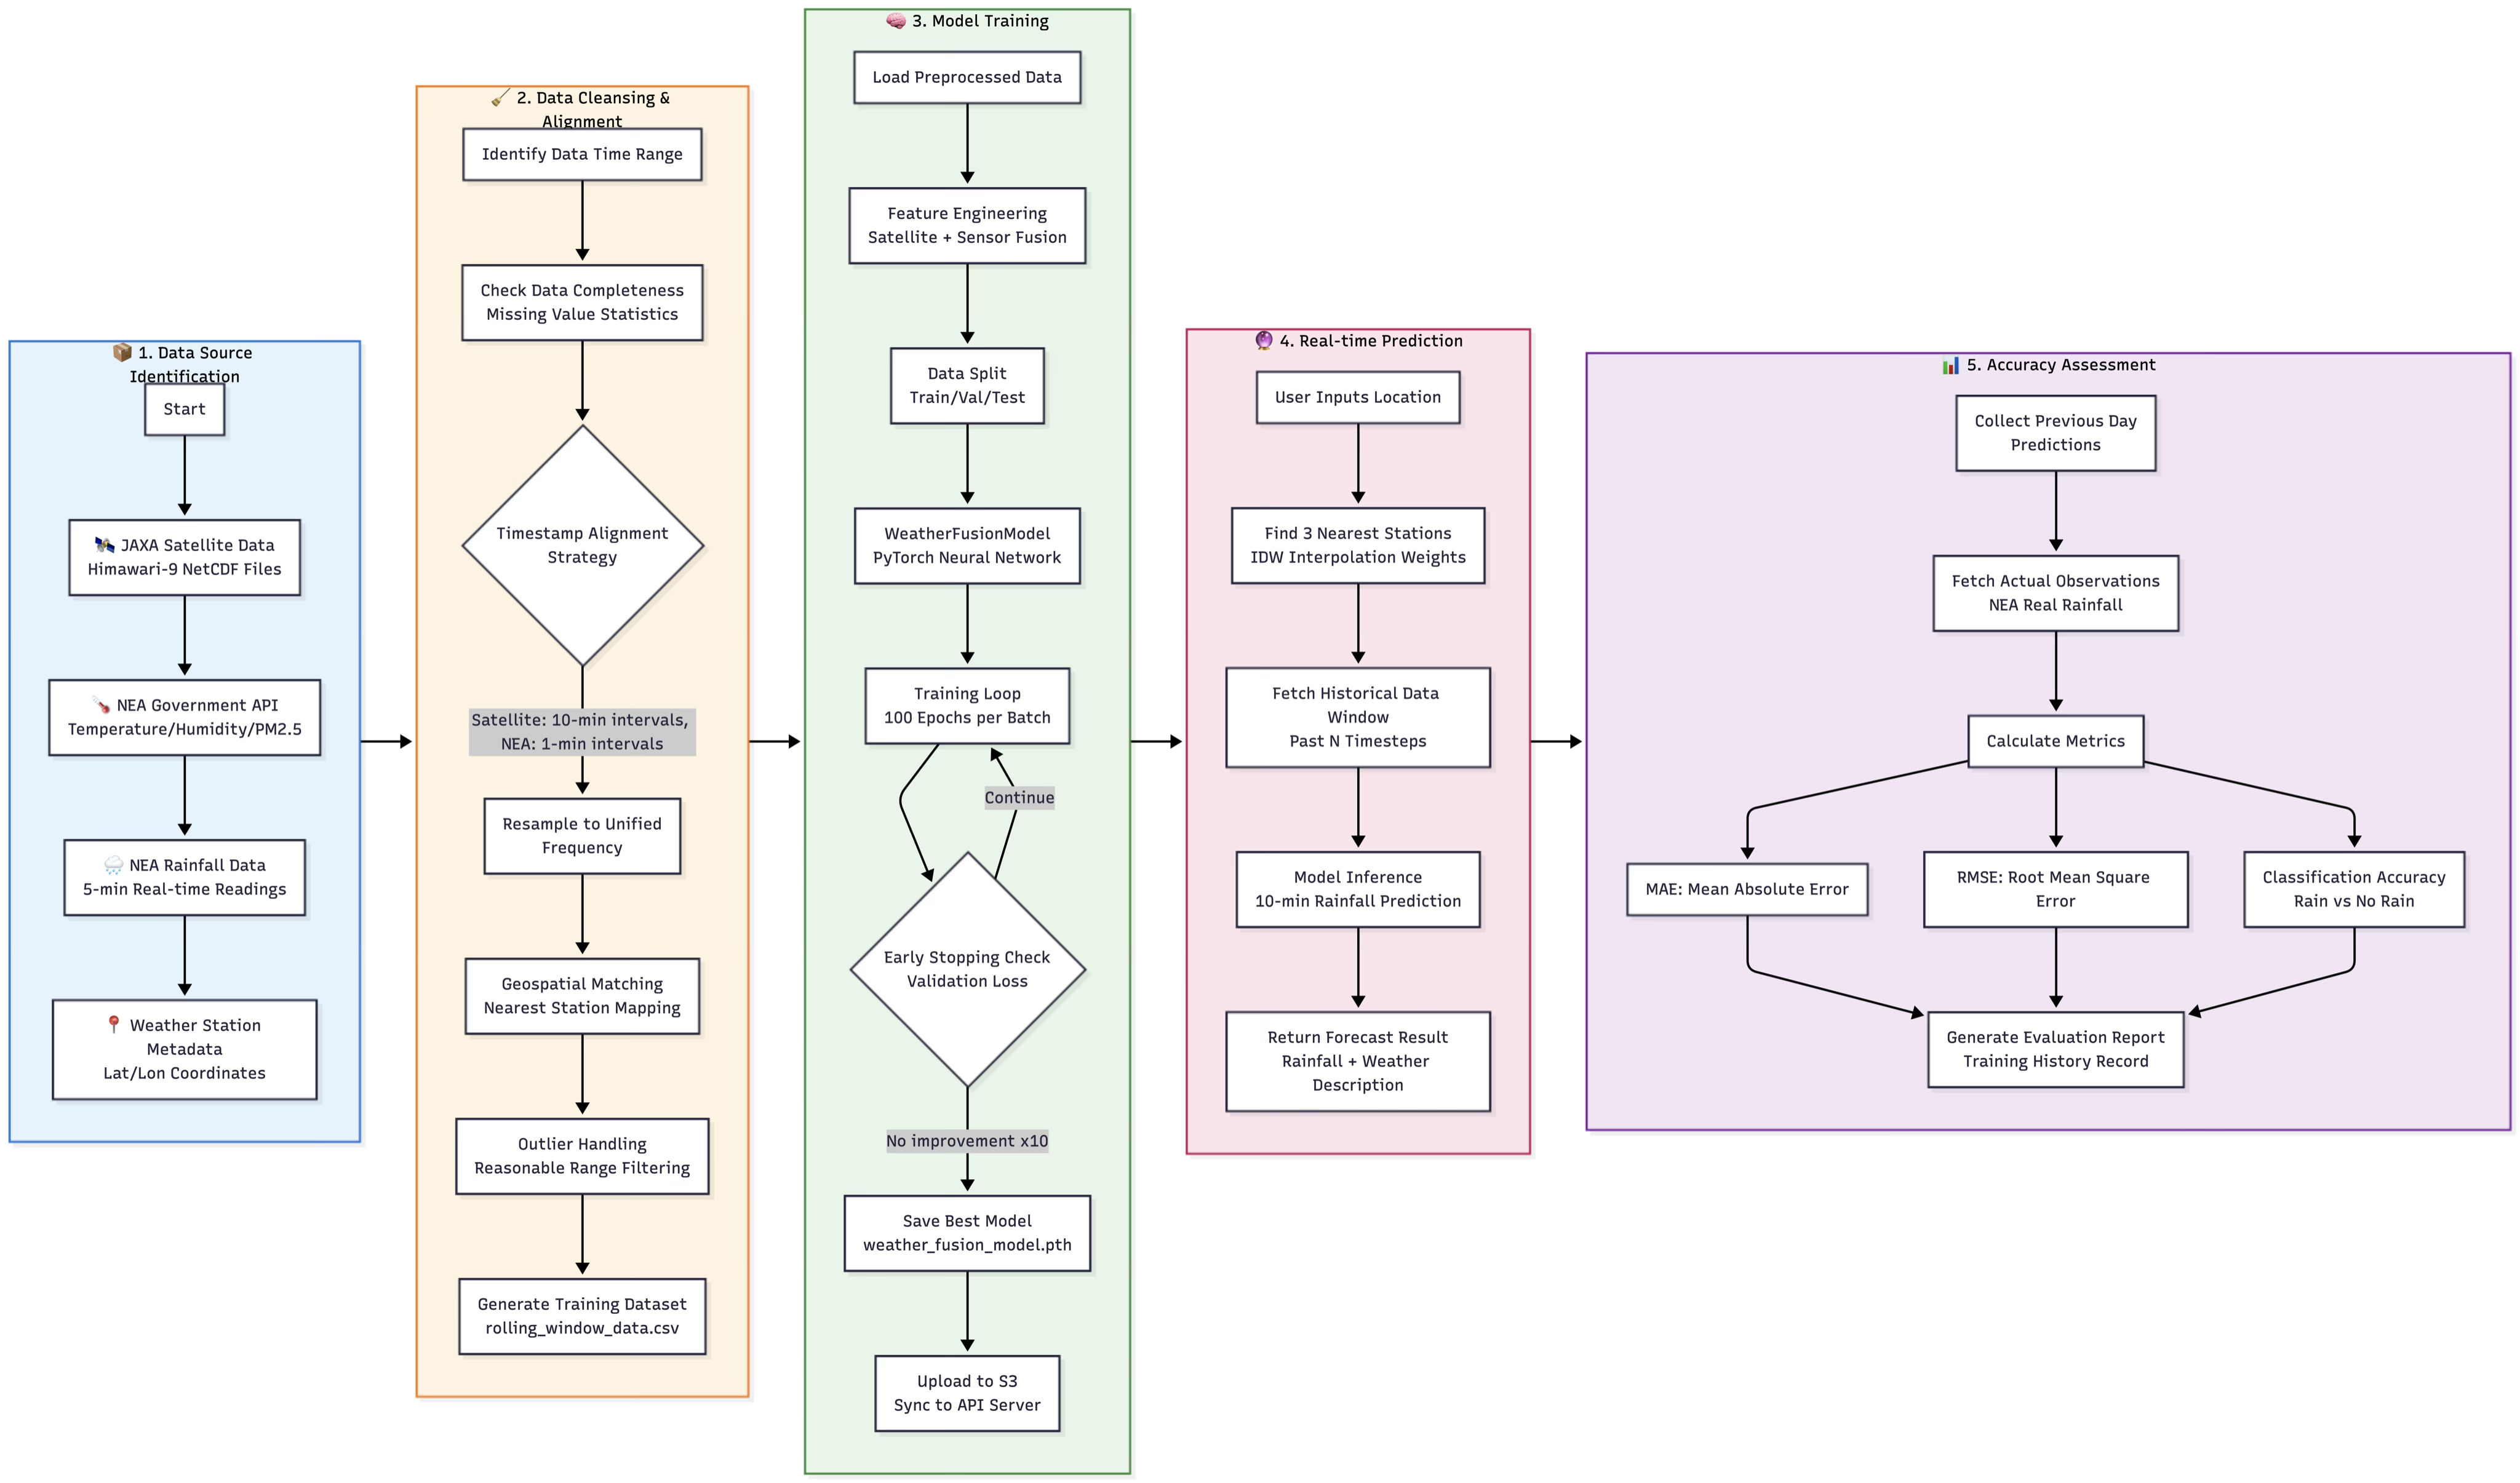 📦 1. Data Source
Identification
Start
🛰️ JAXA Satellite Data
Himawari-9 NetCDF Files
🌡️ NEA Government API
Temperature/Humidity/PM2.5
🌧️ NEA Rainfall Data
5-min Real-time Readings
📍 Weather Station
Metadata
Lat/Lon Coordinates
🧹 2. Data Cleansing &
Alignment
Identify Data Time Range
Check Data Completeness
Missing Value Statistics
Timestamp Alignment
Strategy
Satellite: 10-min intervals,
NEA: 1-min intervals
Resample to Unified
Frequency
Geospatial Matching
Nearest Station Mapping
Outlier Handling
Reasonable Range Filtering
Generate Training Dataset
rolling_window_data.csv
🧠 3. Model Training
Load Preprocessed Data
Feature Engineering
Satellite + Sensor Fusion
Data Split
Train/Val/Test
WeatherFusionModel
PyTorch Neural Network
Training Loop
100 Epochs per Batch
Continue
Early Stopping Check
Validation Loss
No improvement x10
Save Best Model
weather_fusion_model.pth
Upload to S3
Sync to API Server
🔮 4. Real-time Prediction
User Inputs Location
Find 3 Nearest Stations
IDW Interpolation Weights
Fetch Historical Data
Window
Past N Timesteps
Model Inference
10-min Rainfall Prediction
Return Forecast Result
Rainfall + Weather
Description
📊 5. Accuracy Assessment
Collect Previous Day
Predictions
Fetch Actual Observations
NEA Real Rainfall
Calculate Metrics
MAE: Mean Absolute Error
RMSE: Root Mean Square
Error
Classification Accuracy
Rain vs No Rain
Generate Evaluation Report
Training History Record